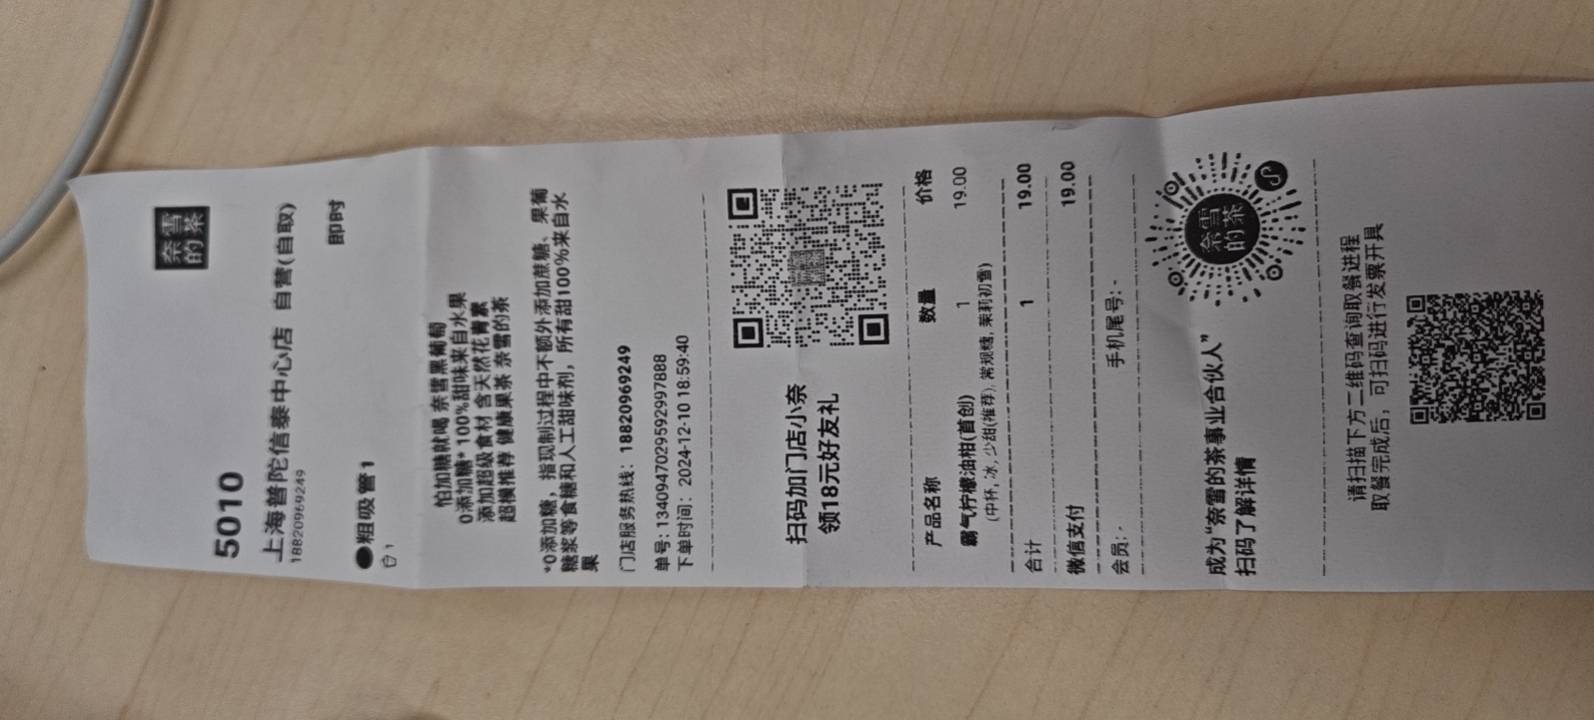 奈雪
的茶
5010
上海普陀信泰中心店 自营(自取)
18820969249
即时
●粗吸管1
1
怕加糖就喝 奈雪黑葡萄
0添加糖* 100%甜味来自水果
添加超级食材 含天然花青素
超模推荐 健康果茶 奈雪的茶
*0添加糖，指现制过程中不额外添加蔗糖、果葡
糖浆等食糖和人工甜味剂，所有甜100%来自水
果
门店服务热线：18820969249
单号: 1340947029592997888
下单时间：2024-12-10 18:59:40
扫码加门店小奈
领18元好友礼
产品名称 数量 价格
霸气柠檬油柑(首创) 1 19.00
(中杯, 冰, 少甜(推荐), 常规糖, 茉莉初雪)
合计 1 19.00
微信支付 19.00
会员: - 手机尾号: -
成为“奈雪的茶事业合伙人”
扫码了解详情
奈雪
的茶
请扫描下方二维码查询取餐进程
取餐完成后，可扫码进行发票开具